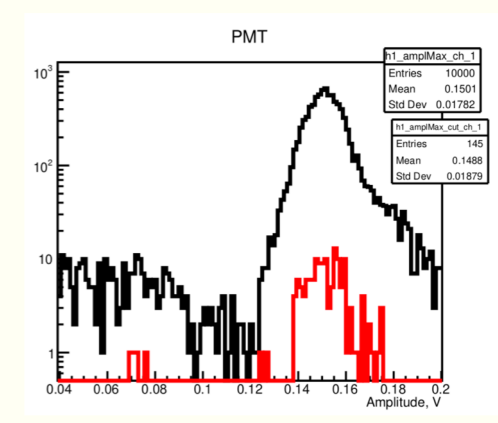 PMT
h1_amplMax_ch_1
Entries 10000
Mean 0.1501
Std Dev 0.01782
h1_amplMax_cut_ch_1
Entries 145
Mean 0.1488
Std Dev 0.01879
10³
10²
10
1
0.04 0.06 0.08 0.1 0.12 0.14 0.16 0.18 0.2
Amplitude, V